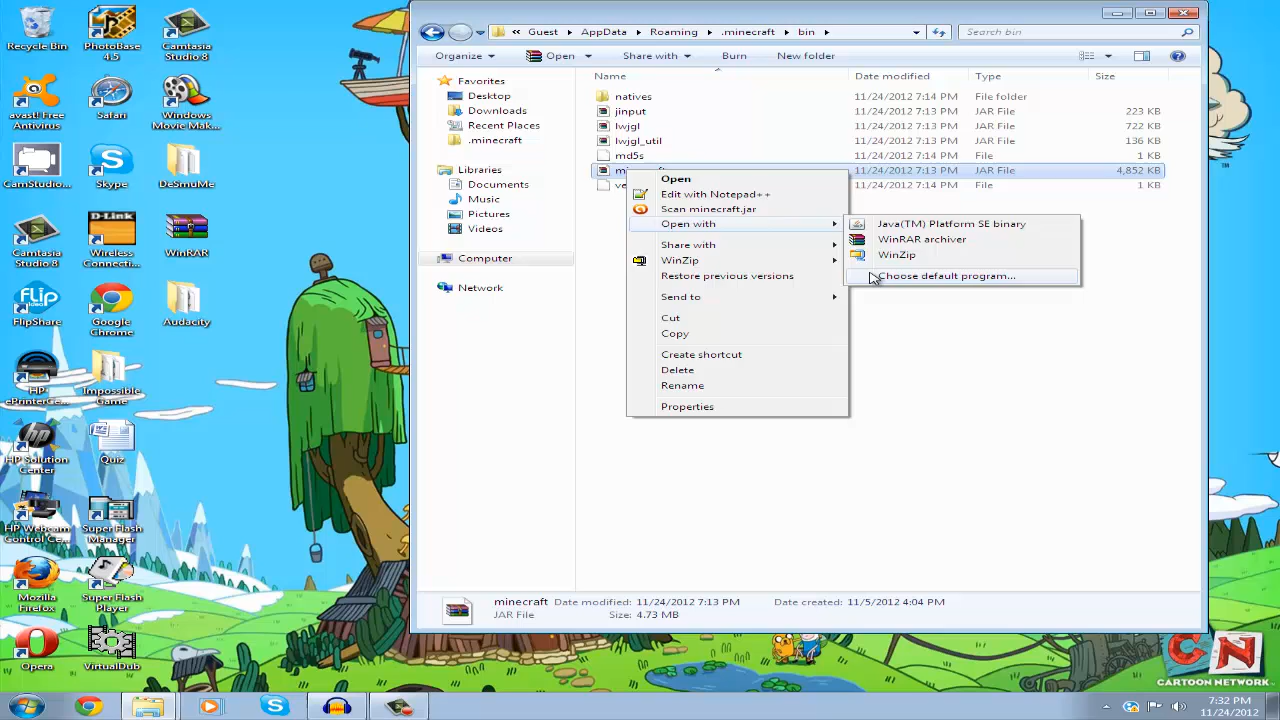 Recycle Bin
PhotoBase 4.5
Camtasia Studio 8
avast! Free Antivirus
Safari
Windows Movie Mak...
CamStudio...
Skype
DeSmuMe
Camtasia Studio 8
D-Link
Wireless Connecti...
WinRAR
FlipShare
Google Chrome
Audacity
HP ePrinterCe...
Impossible Game
HP Solution Center
Quiz
HP Webcam Control Ce...
Super Flash Manager
Mozilla Firefox
Super Flash Player
Opera
VirtualDub
« Guest ▸ AppData ▸ Roaming ▸ .minecraft ▸ bin ▸
Search bin
Organize
Open
Share with
Burn
New folder
Favorites
Desktop
Downloads
Recent Places
.minecraft
Libraries
Documents
Music
Pictures
Videos
Computer
Network
Name Date modified Type Size
natives 11/24/2012 7:14 PM File folder
jinput 11/24/2012 7:13 PM JAR File 223 KB
lwjgl 11/24/2012 7:13 PM JAR File 722 KB
lwjgl_util 11/24/2012 7:13 PM JAR File 136 KB
md5s 11/24/2012 7:14 PM File 1 KB
11/24/2012 7:13 PM JAR File 4,852 KB
ve 11/24/2012 7:14 PM File 1 KB
Open
Edit with Notepad++
Scan minecraft.jar
Open with
Share with
WinZip
Restore previous versions
Send to
Cut
Copy
Create shortcut
Delete
Rename
Properties
Java(TM) Platform SE binary
WinRAR archiver
WinZip
Choose default program...
minecraft Date modified: 11/24/2012 7:13 PM Date created: 11/5/2012 4:04 PM
JAR File Size: 4.73 MB
C N
CARTOON NETWORK
7:32 PM
11/24/2012